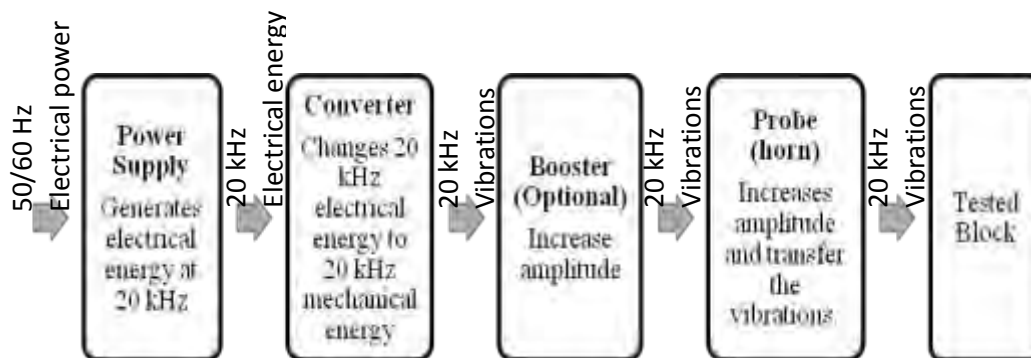 50/60 Hz
Electrical power
Power
Supply
Generates
electrical
energy at
20 kHz
20 kHz
Electrical energy
Converter
Changes 20
kHz
electrical
energy to
20 kHz
mechanical
energy
20 kHz
Vibrations
Booster
(Optional)
Increase
amplitude
20 kHz
Vibrations
Probe
(horn)
Increases
amplitude
and transfer
the
vibrations
20 kHz
Vibrations
Tested
Block